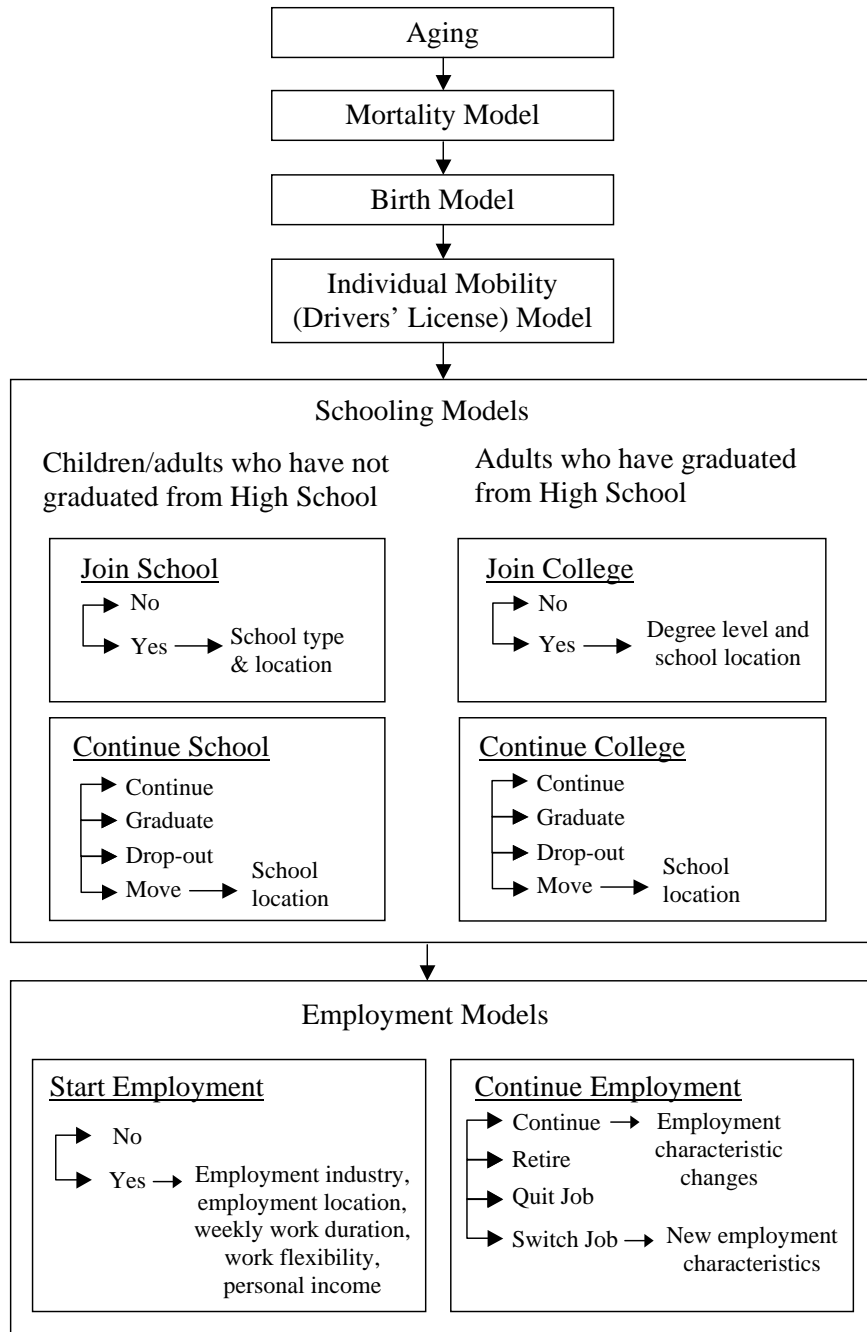 Aging
Mortality Model
Birth Model
Individual Mobility
(Drivers’ License) Model
Schooling Models
Children/adults who have not
graduated from High School
Adults who have graduated
from High School
Join School
No
Yes
School type
& location
Join College
No
Yes
Degree level and
school location
Continue School
Continue
Graduate
Drop-out
Move
School
location
Continue College
Continue
Graduate
Drop-out
Move
School
location
Employment Models
Start Employment
No
Yes
Employment industry,
employment location,
weekly work duration,
work flexibility,
personal income
Continue Employment
Continue
Employment
characteristic
changes
Retire
Quit Job
Switch Job
New employment
characteristics